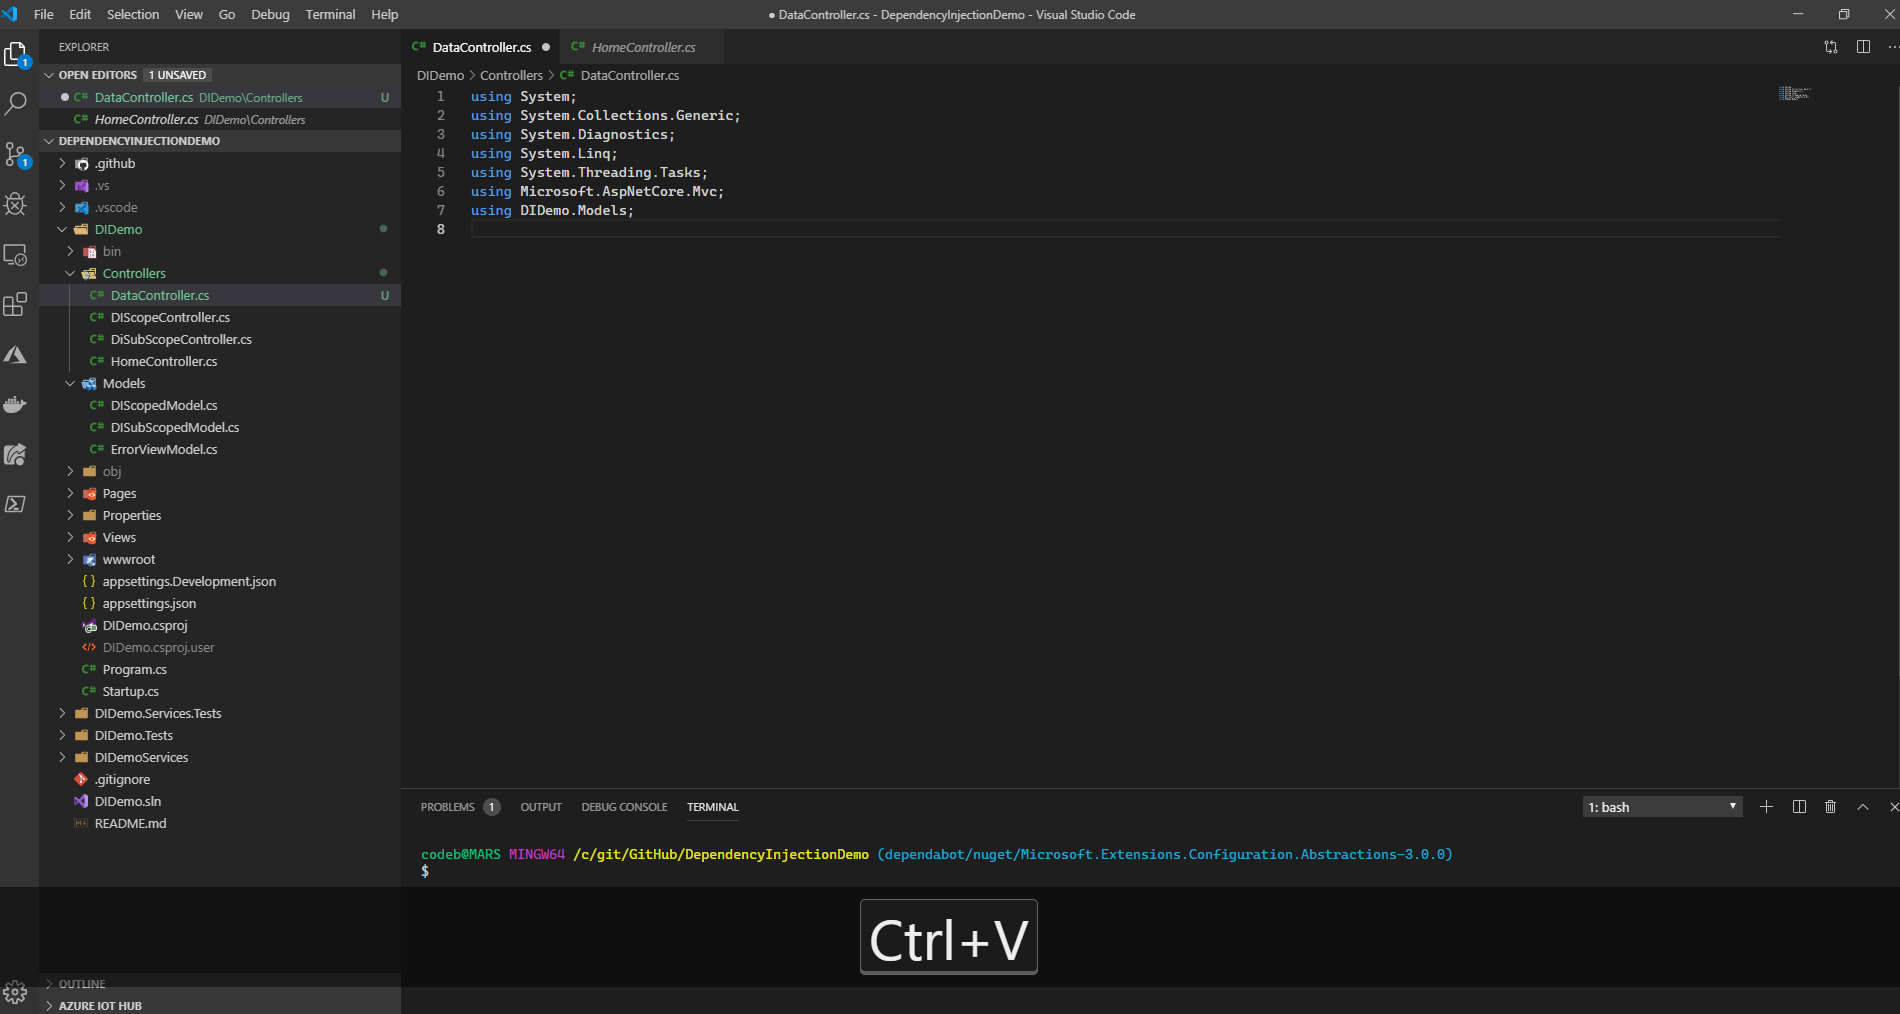 File Edit Selection View Go Debug Terminal Help
● DataController.cs - DependencyInjectionDemo - Visual Studio Code
EXPLORER
OPEN EDITORS 1 UNSAVED
C# DataController.cs DIDemo\Controllers U
C# HomeController.cs DIDemo\Controllers
DEPENDENCYINJECTIONDEMO
.github
.vs
.vscode
DIDemo
bin
Controllers
C# DataController.cs U
C# DIScopeController.cs
C# DiSubScopeController.cs
C# HomeController.cs
Models
C# DIScopedModel.cs
C# DISubScopedModel.cs
C# ErrorViewModel.cs
obj
Pages
Properties
Views
wwwroot
{ } appsettings.Development.json
{ } appsettings.json
DIDemo.csproj
DIDemo.csproj.user
C# Program.cs
C# Startup.cs
DIDemo.Services.Tests
DIDemo.Tests
DIDemoServices
.gitignore
DIDemo.sln
README.md
OUTLINE
AZURE IOT HUB
1
1
C# DataController.cs ● C# HomeController.cs
DIDemo > Controllers > C# DataController.cs
1 using System;
2 using System.Collections.Generic;
3 using System.Diagnostics;
4 using System.Linq;
5 using System.Threading.Tasks;
6 using Microsoft.AspNetCore.Mvc;
7 using DIDemo.Models;
8
PROBLEMS 1 OUTPUT DEBUG CONSOLE TERMINAL 1: bash
codeb@MARS MINGW64 /c/git/GitHub/DependencyInjectionDemo (dependabot/nuget/Microsoft.Extensions.Configuration.Abstractions-3.0.0)
$
Ctrl+V